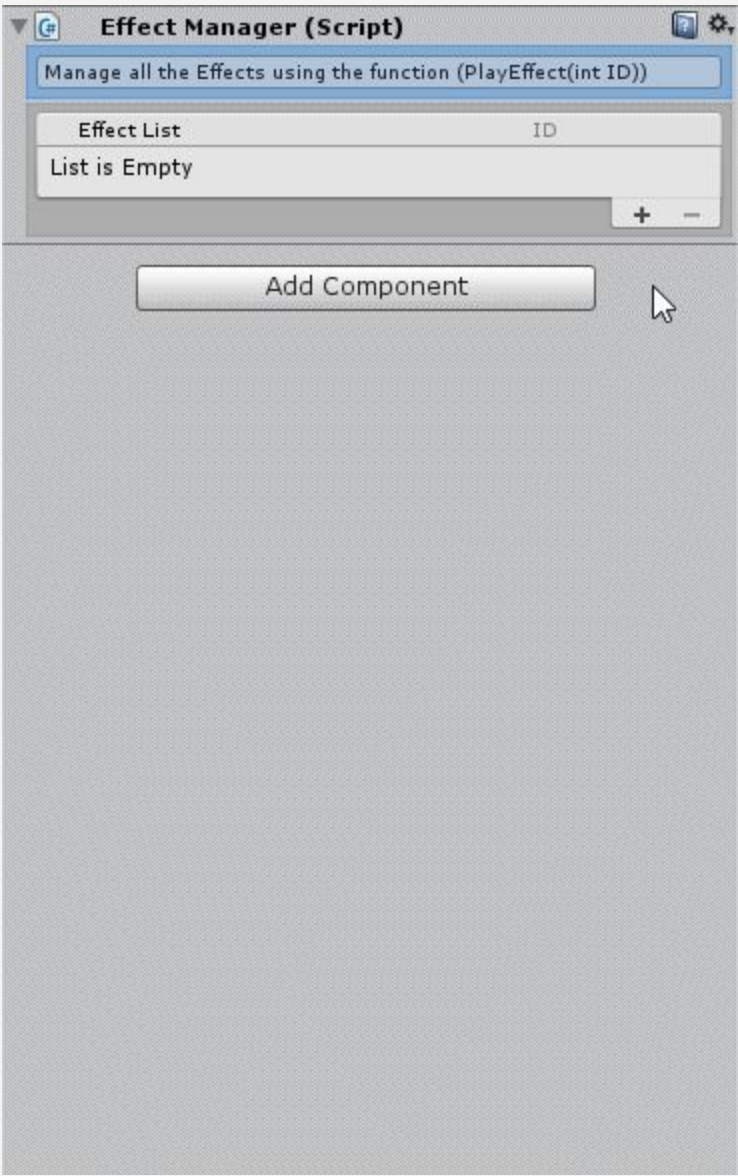 Effect Manager (Script)
Manage all the Effects using the function (PlayEffect(int ID))
Effect List ID
List is Empty
+ −
Add Component